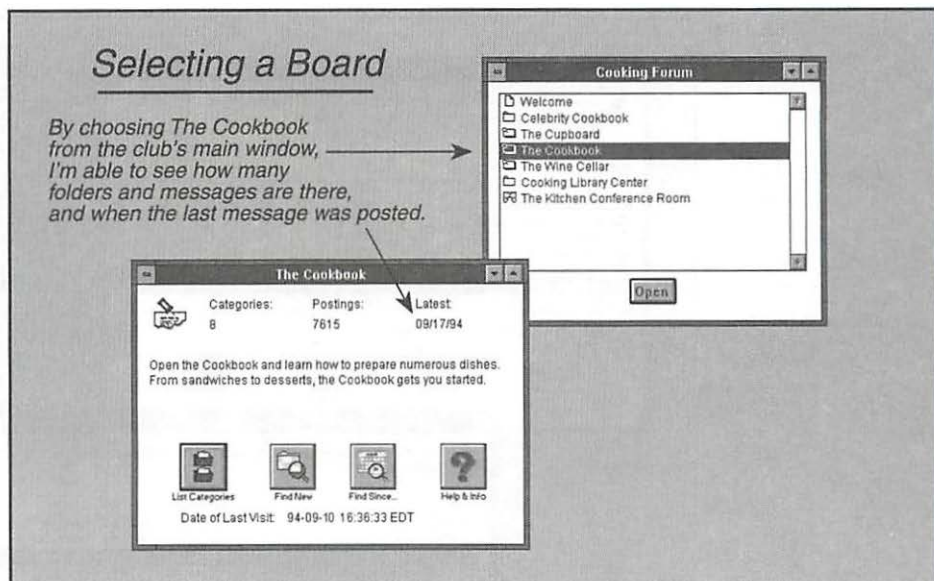 Selecting a Board
By choosing The Cookbook
from the club's main window,
I'm able to see how many
folders and messages are there,
and when the last message was posted.
Cooking Forum
Welcome
Celebrity Cookbook
The Cupboard
The Cookbook
The Wine Cellar
Cooking Library Center
The Kitchen Conference Room
Open
The Cookbook
Categories: Postings: Latest:
8 7615 09/17/94
Open the Cookbook and learn how to prepare numerous dishes.
From sandwiches to desserts, the Cookbook gets you started.
List Categories Find New Find Since... Help & Info
Date of Last Visit: 94-09-10 16:36:33 EDT